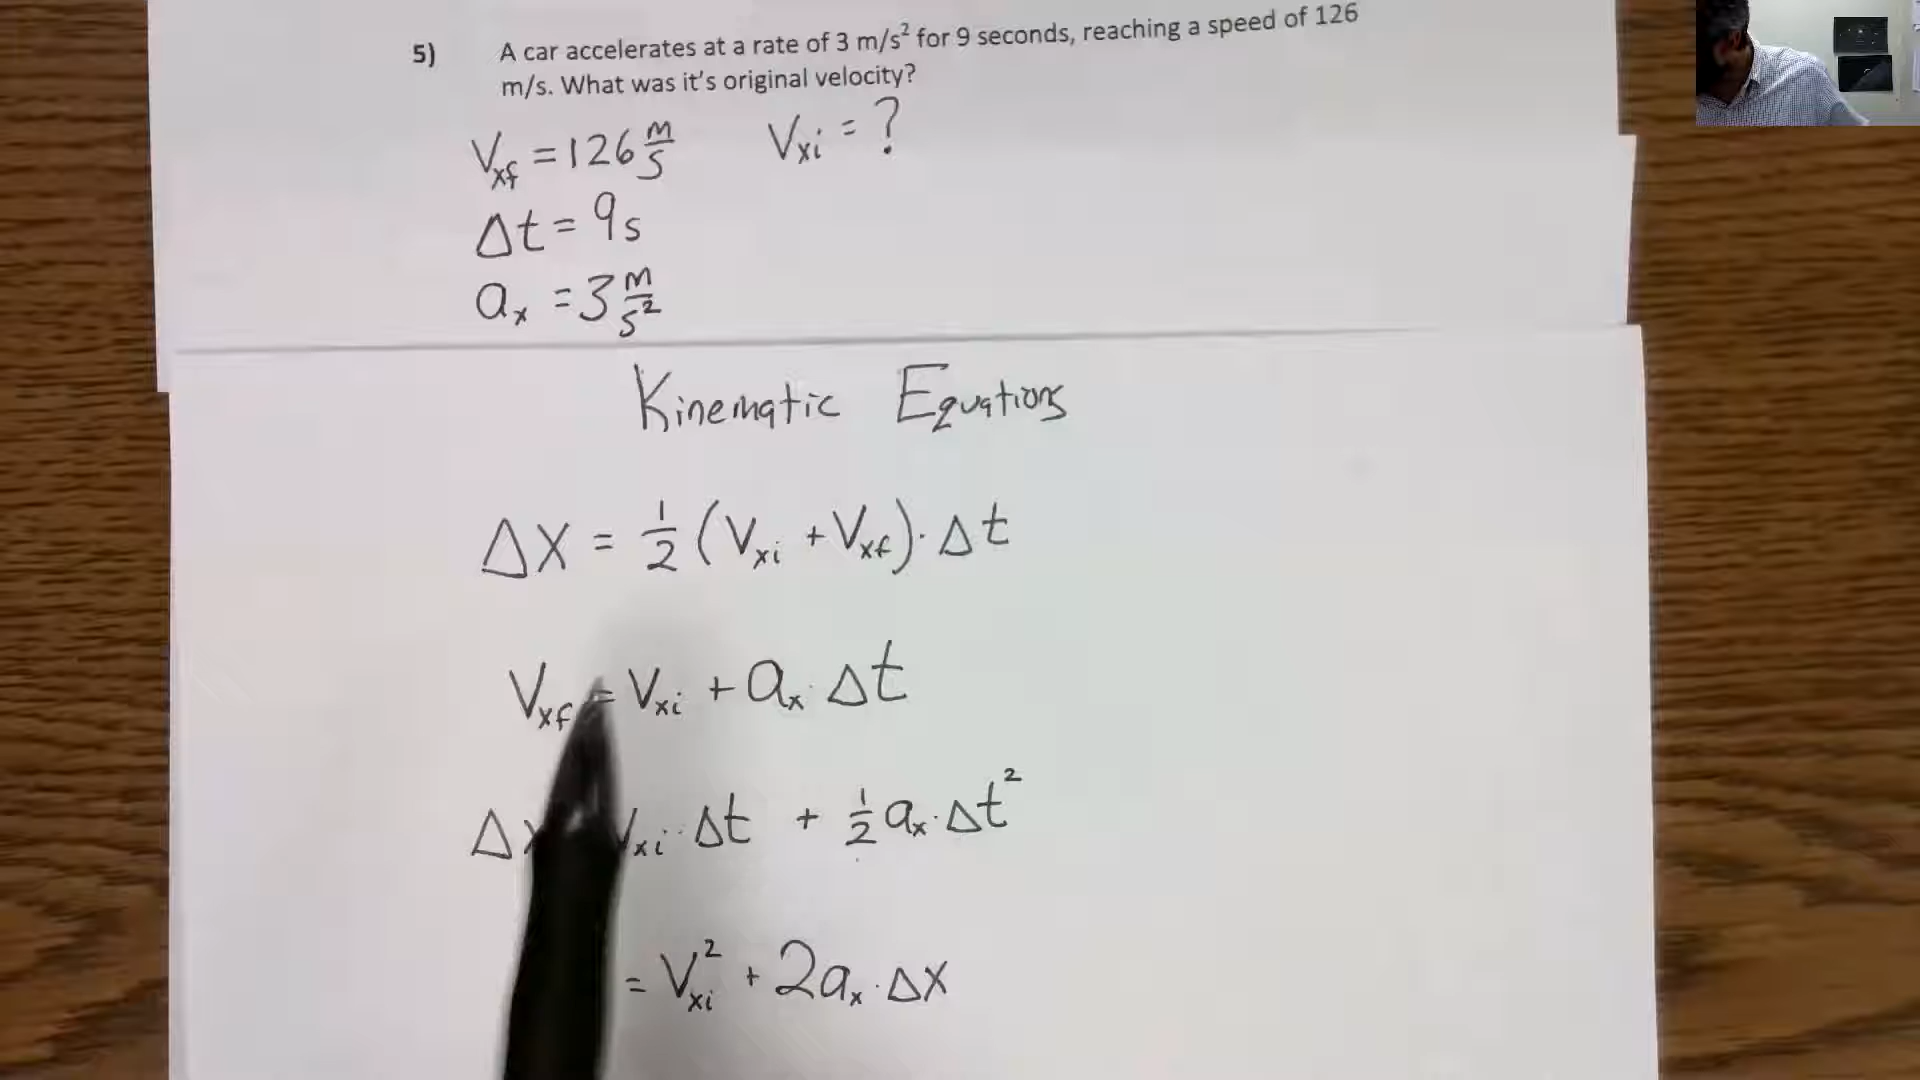 5) A car accelerates at a rate of 3 m/s² for 9 seconds, reaching a speed of 126
m/s. What was it's original velocity?
Vxf = 126 m/s Vxi = ?
Δt = 9s
ax = 3 m/s²
Kinematic Equations
Δx = 1/2 (Vxi + Vxf) · Δt
Vxf = Vxi + ax · Δt
Δx Vxi · Δt + 1/2 ax · Δt²
= Vxi² + 2ax · Δx